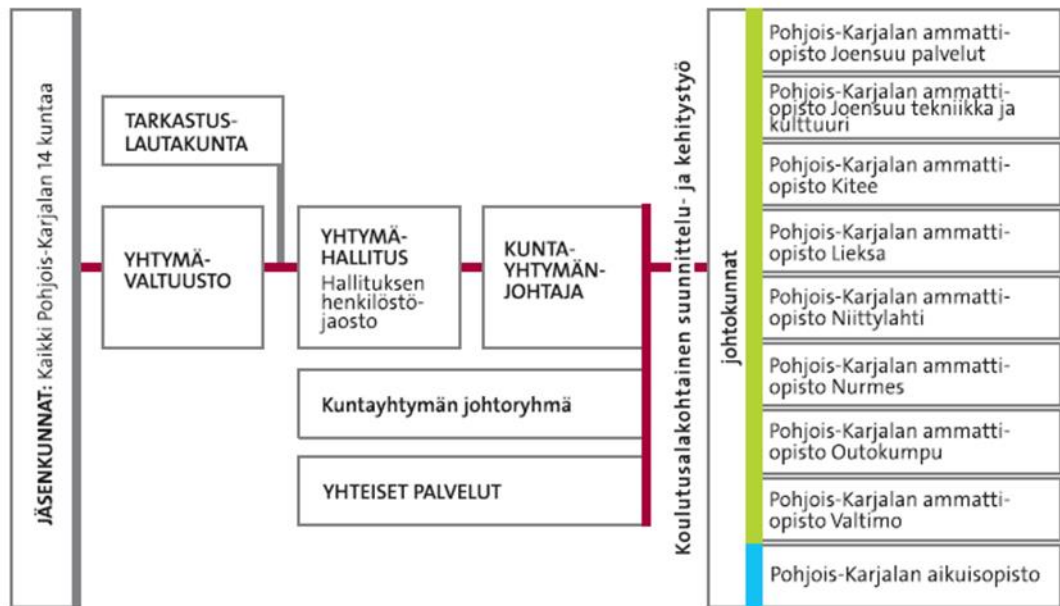 JÄSENKUNNAT: Kaikki Pohjois-Karjalan 14 kuntaa
TARKASTUS-
LAUTAKUNTA
YHTYMÄ-
VALTUUSTO
YHTYMÄ-
HALLITUS
Hallituksen
henkilöstö-
jaosto
KUNTA-
YHTYMÄN-
JOHTAJA
Kuntayhtymän johtoryhmä
YHTEISET PALVELUT
Koulutusalakohtainen suunnittelu- ja kehitystyö
johtokunnat
Pohjois-Karjalan ammatti-
opisto Joensuu palvelut
Pohjois-Karjalan ammatti-
opisto Joensuu tekniikka ja
kulttuuri
Pohjois-Karjalan ammatti-
opisto Kitee
Pohjois-Karjalan ammatti-
opisto Lieksa
Pohjois-Karjalan ammatti-
opisto Niittylahti
Pohjois-Karjalan ammatti-
opisto Nurmes
Pohjois-Karjalan ammatti-
opisto Outokumpu
Pohjois-Karjalan ammatti-
opisto Valtimo
Pohjois-Karjalan aikuisopisto